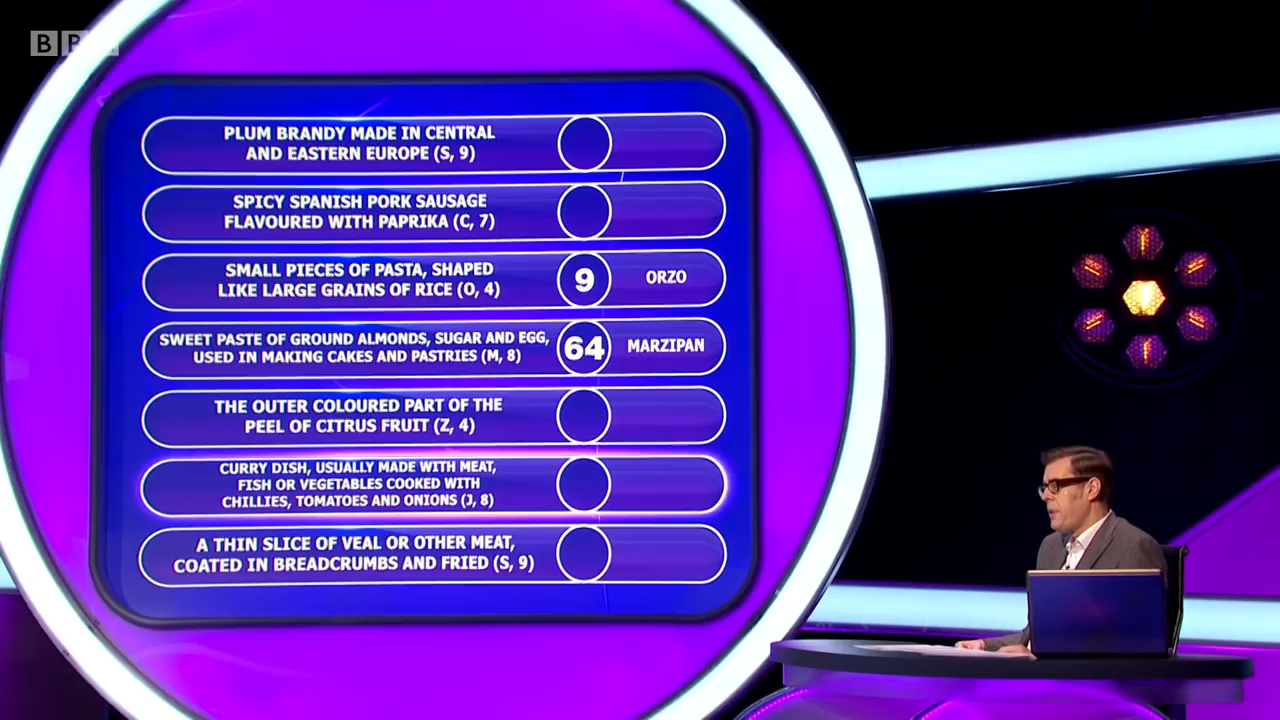 BB
PLUM BRANDY MADE IN CENTRAL
AND EASTERN EUROPE (S, 9)
SPICY SPANISH PORK SAUSAGE
FLAVOURED WITH PAPRIKA (C, 7)
SMALL PIECES OF PASTA, SHAPED
LIKE LARGE GRAINS OF RICE (O, 4)
9 ORZO
SWEET PASTE OF GROUND ALMONDS, SUGAR AND EGG,
USED IN MAKING CAKES AND PASTRIES (M, 8)
64 MARZIPAN
THE OUTER COLOURED PART OF THE
PEEL OF CITRUS FRUIT (Z, 4)
CURRY DISH, USUALLY MADE WITH MEAT,
FISH OR VEGETABLES COOKED WITH
CHILLIES, TOMATOES AND ONIONS (J, 8)
A THIN SLICE OF VEAL OR OTHER MEAT,
COATED IN BREADCRUMBS AND FRIED (S, 9)